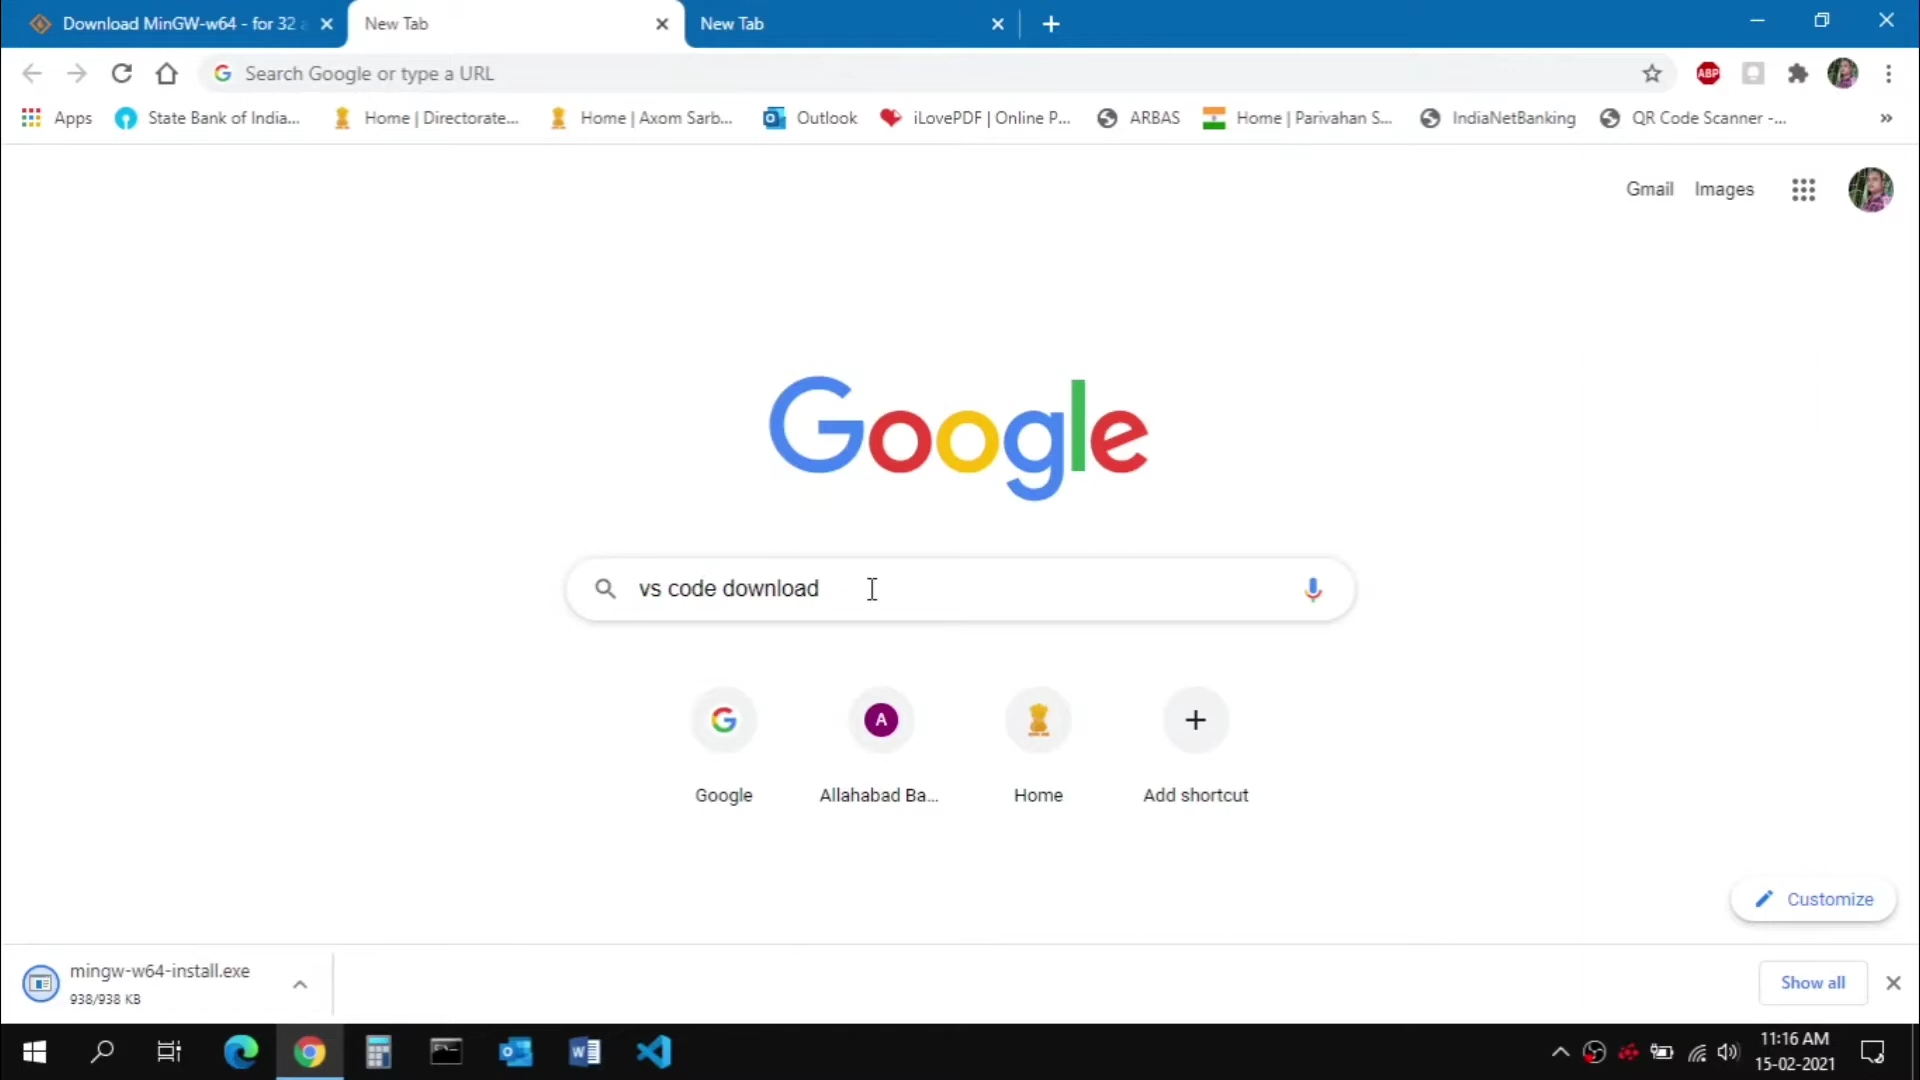 Download MinGW-w64 - for 32
New Tab
New Tab
Search Google or type a URL
ABP
Apps
State Bank of India...
Home | Directorate...
Home | Axom Sarb...
Outlook
iLovePDF | Online P...
ARBAS
Home | Parivahan S...
IndiaNetBanking
QR Code Scanner -...
Gmail
Images
Google
vs code download
A
Google
Allahabad Ba...
Home
Add shortcut
Customize
mingw-w64-install.exe
938/938 KB
Show all
11:16 AM
15-02-2021